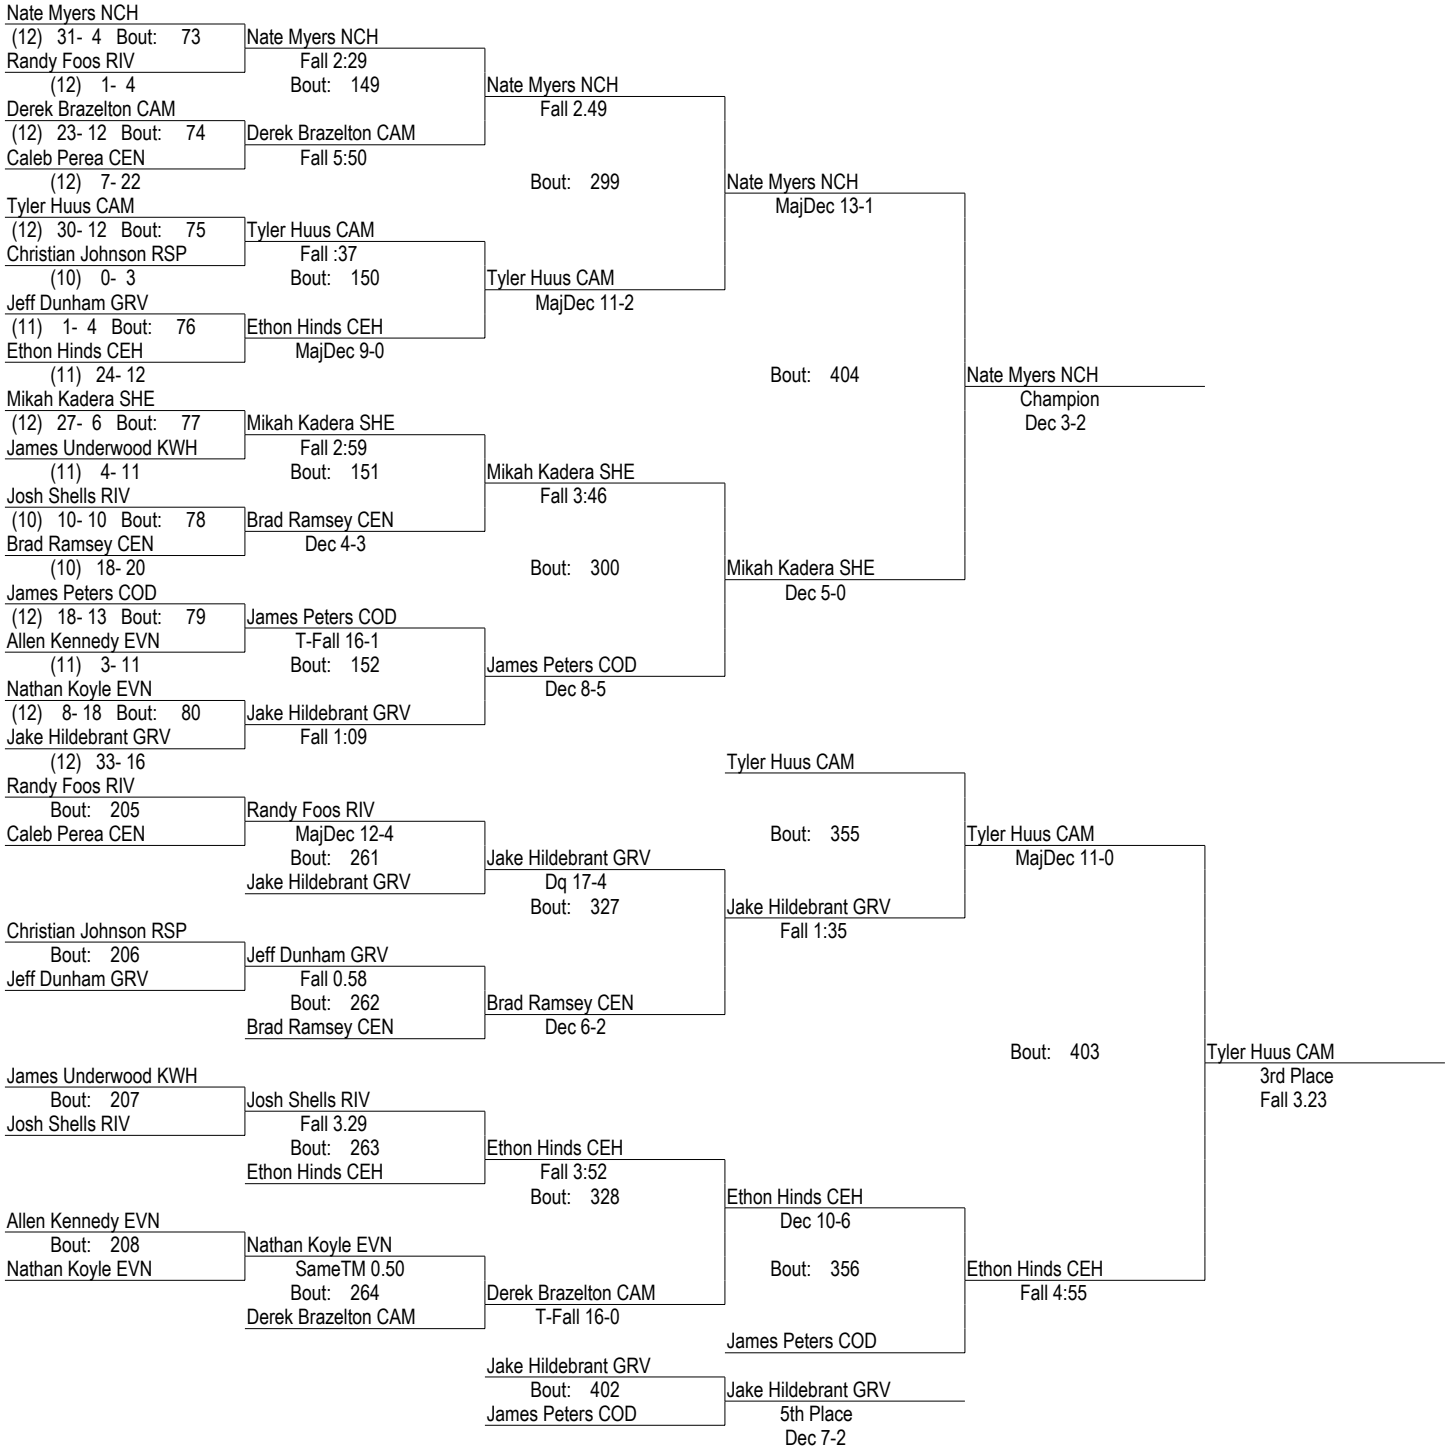 Nate Myers NCH
(12) 31- 4 Bout: 73 Nate Myers NCH
Randy Foos RIV Fall 2:29
(12) 1- 4 Bout: 149 Nate Myers NCH
Derek Brazelton CAM Fall 2.49
(12) 23- 12 Bout: 74 Derek Brazelton CAM
Caleb Perea CEN Fall 5:50
(12) 7- 22 Bout: 299 Nate Myers NCH
Tyler Huus CAM MajDec 13-1
(12) 30- 12 Bout: 75 Tyler Huus CAM
Christian Johnson RSP Fall :37
(10) 0- 3 Bout: 150 Tyler Huus CAM
Jeff Dunham GRV MajDec 11-2
(11) 1- 4 Bout: 76 Ethon Hinds CEH
Ethon Hinds CEH MajDec 9-0
(11) 24- 12 Bout: 404 Nate Myers NCH
Mikah Kadera SHE Champion
(12) 27- 6 Bout: 77 Mikah Kadera SHE Dec 3-2
James Underwood KWH Fall 2:59
(11) 4- 11 Bout: 151 Mikah Kadera SHE
Josh Shells RIV Fall 3:46
(10) 10- 10 Bout: 78 Brad Ramsey CEN
Brad Ramsey CEN Dec 4-3
(10) 18- 20 Bout: 300 Mikah Kadera SHE
James Peters COD Dec 5-0
(12) 18- 13 Bout: 79 James Peters COD
Allen Kennedy EVN T-Fall 16-1
(11) 3- 11 Bout: 152 James Peters COD
Nathan Koyle EVN Dec 8-5
(12) 8- 18 Bout: 80 Jake Hildebrant GRV
Jake Hildebrant GRV Fall 1:09
(12) 33- 16 Tyler Huus CAM
Randy Foos RIV
Bout: 205 Randy Foos RIV
Caleb Perea CEN MajDec 12-4 Bout: 355 Tyler Huus CAM
Bout: 261 Jake Hildebrant GRV MajDec 11-0
Jake Hildebrant GRV Dq 17-4
Bout: 327 Jake Hildebrant GRV
Christian Johnson RSP Fall 1:35
Bout: 206 Jeff Dunham GRV
Jeff Dunham GRV Fall 0.58
Bout: 262 Brad Ramsey CEN
Brad Ramsey CEN Dec 6-2
Bout: 403 Tyler Huus CAM
James Underwood KWH 3rd Place
Bout: 207 Josh Shells RIV Fall 3.23
Josh Shells RIV Fall 3.29
Bout: 263 Ethon Hinds CEH
Ethon Hinds CEH Fall 3:52
Bout: 328 Ethon Hinds CEH
Allen Kennedy EVN Dec 10-6
Bout: 208 Nathan Koyle EVN
Nathan Koyle EVN SameTM 0.50 Bout: 356 Ethon Hinds CEH
Bout: 264 Derek Brazelton CAM Fall 4:55
Derek Brazelton CAM T-Fall 16-0
James Peters COD
Jake Hildebrant GRV
Bout: 402 Jake Hildebrant GRV
James Peters COD 5th Place
Dec 7-2